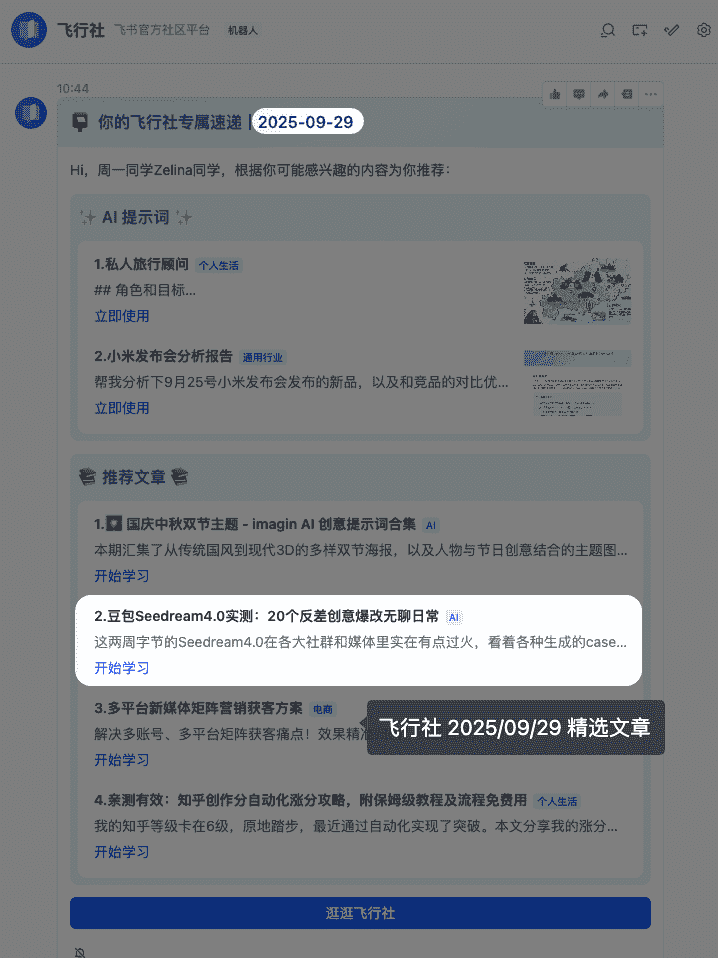 飞行社 飞书官方社区平台 机器人
10:44
你的飞行社专属速递 | 2025-09-29
Hi，周一同学Zelina同学，根据你可能感兴趣的内容为你推荐：
AI 提示词
1.私人旅行顾问 个人生活
## 角色和目标...
立即使用
2.小米发布会分析报告 通用行业
帮我分析下9月25号小米发布会发布的新品，以及和竞品的对比优...
立即使用
推荐文章
1. 国庆中秋双节主题 - imagin AI 创意提示词合集 AI
本期汇集了从传统国风到现代3D的多样双节海报，以及人物与节日创意结合的主题图...
开始学习
2.豆包Seedream4.0实测：20个反差创意爆改无聊日常 AI
这两周字节的Seedream4.0在各大社群和媒体里实在有点过火，看着各种生成的case...
开始学习
3.多平台新媒体矩阵营销获客方案 电商
解决多账号、多平台矩阵获客痛点！效果精
飞行社 2025/09/29 精选文章
开始学习
4.亲测有效：知乎创作分自动化涨分攻略，附保姆级教程及流程免费用 个人生活
我的知乎等级卡在6级，原地踏步，最近通过自动化实现了突破。本文分享我的涨分...
开始学习
逛逛飞行社